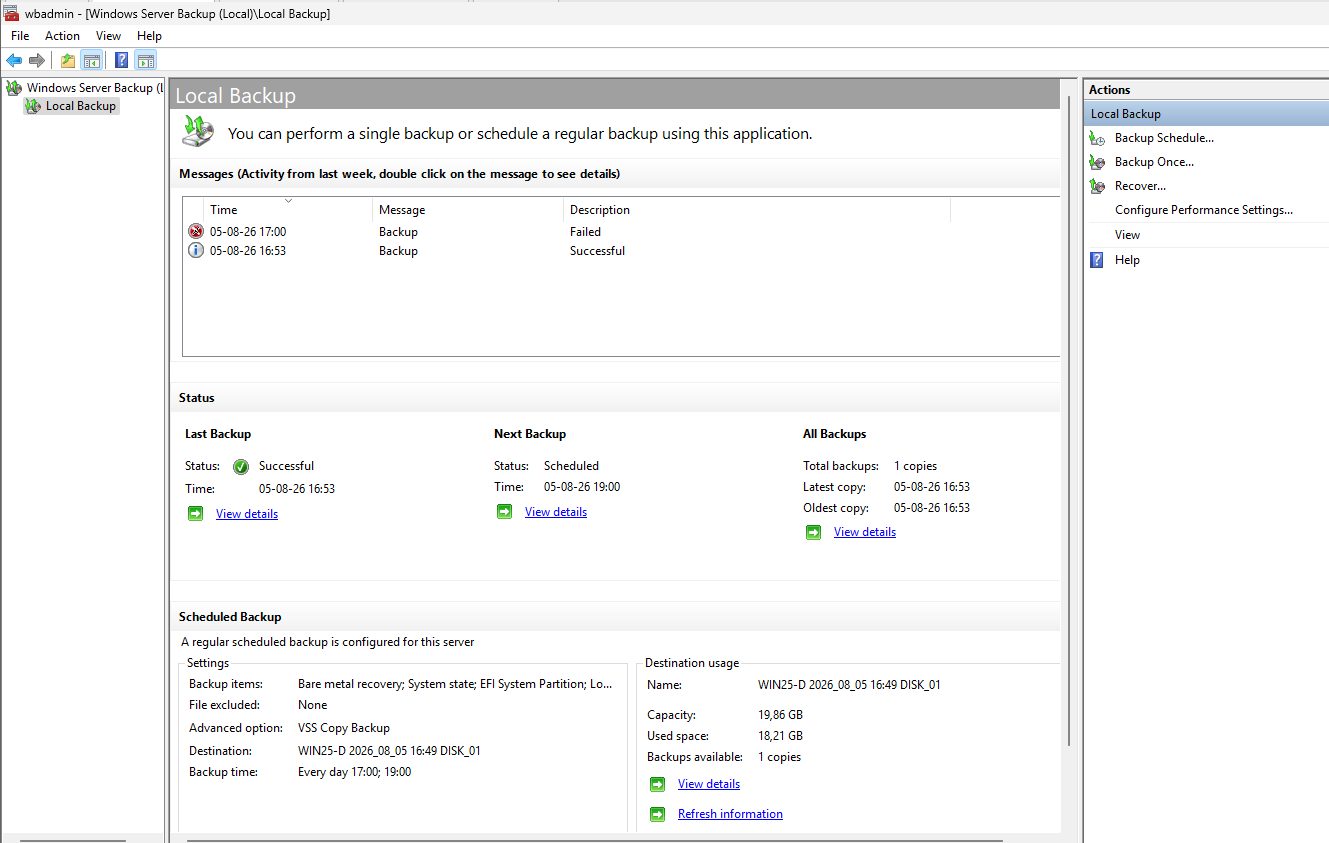 wbadmin - [Windows Server Backup (Local)\Local Backup]
File Action View Help
Windows Server Backup (L
Local Backup
Local Backup
You can perform a single backup or schedule a regular backup using this application.
Messages (Activity from last week, double click on the message to see details)
Time Message Description
05-08-26 17:00 Backup Failed
05-08-26 16:53 Backup Successful
Status
Last Backup
Status: Successful
Time: 05-08-26 16:53
View details
Next Backup
Status: Scheduled
Time: 05-08-26 19:00
View details
All Backups
Total backups: 1 copies
Latest copy: 05-08-26 16:53
Oldest copy: 05-08-26 16:53
View details
Scheduled Backup
A regular scheduled backup is configured for this server
Settings
Backup items: Bare metal recovery; System state; EFI System Partition; Lo...
File excluded: None
Advanced option: VSS Copy Backup
Destination: WIN25-D 2026_08_05 16:49 DISK_01
Backup time: Every day 17:00; 19:00
Destination usage
Name: WIN25-D 2026_08_05 16:49 DISK_01
Capacity: 19,86 GB
Used space: 18,21 GB
Backups available: 1 copies
View details
Refresh information
Actions
Local Backup
Backup Schedule...
Backup Once...
Recover...
Configure Performance Settings...
View
Help